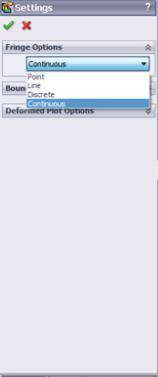 Settings
?
Fringe Options
Continuous
Point
Line
Discrete
Continuous
Boun
Deformed Plot Options